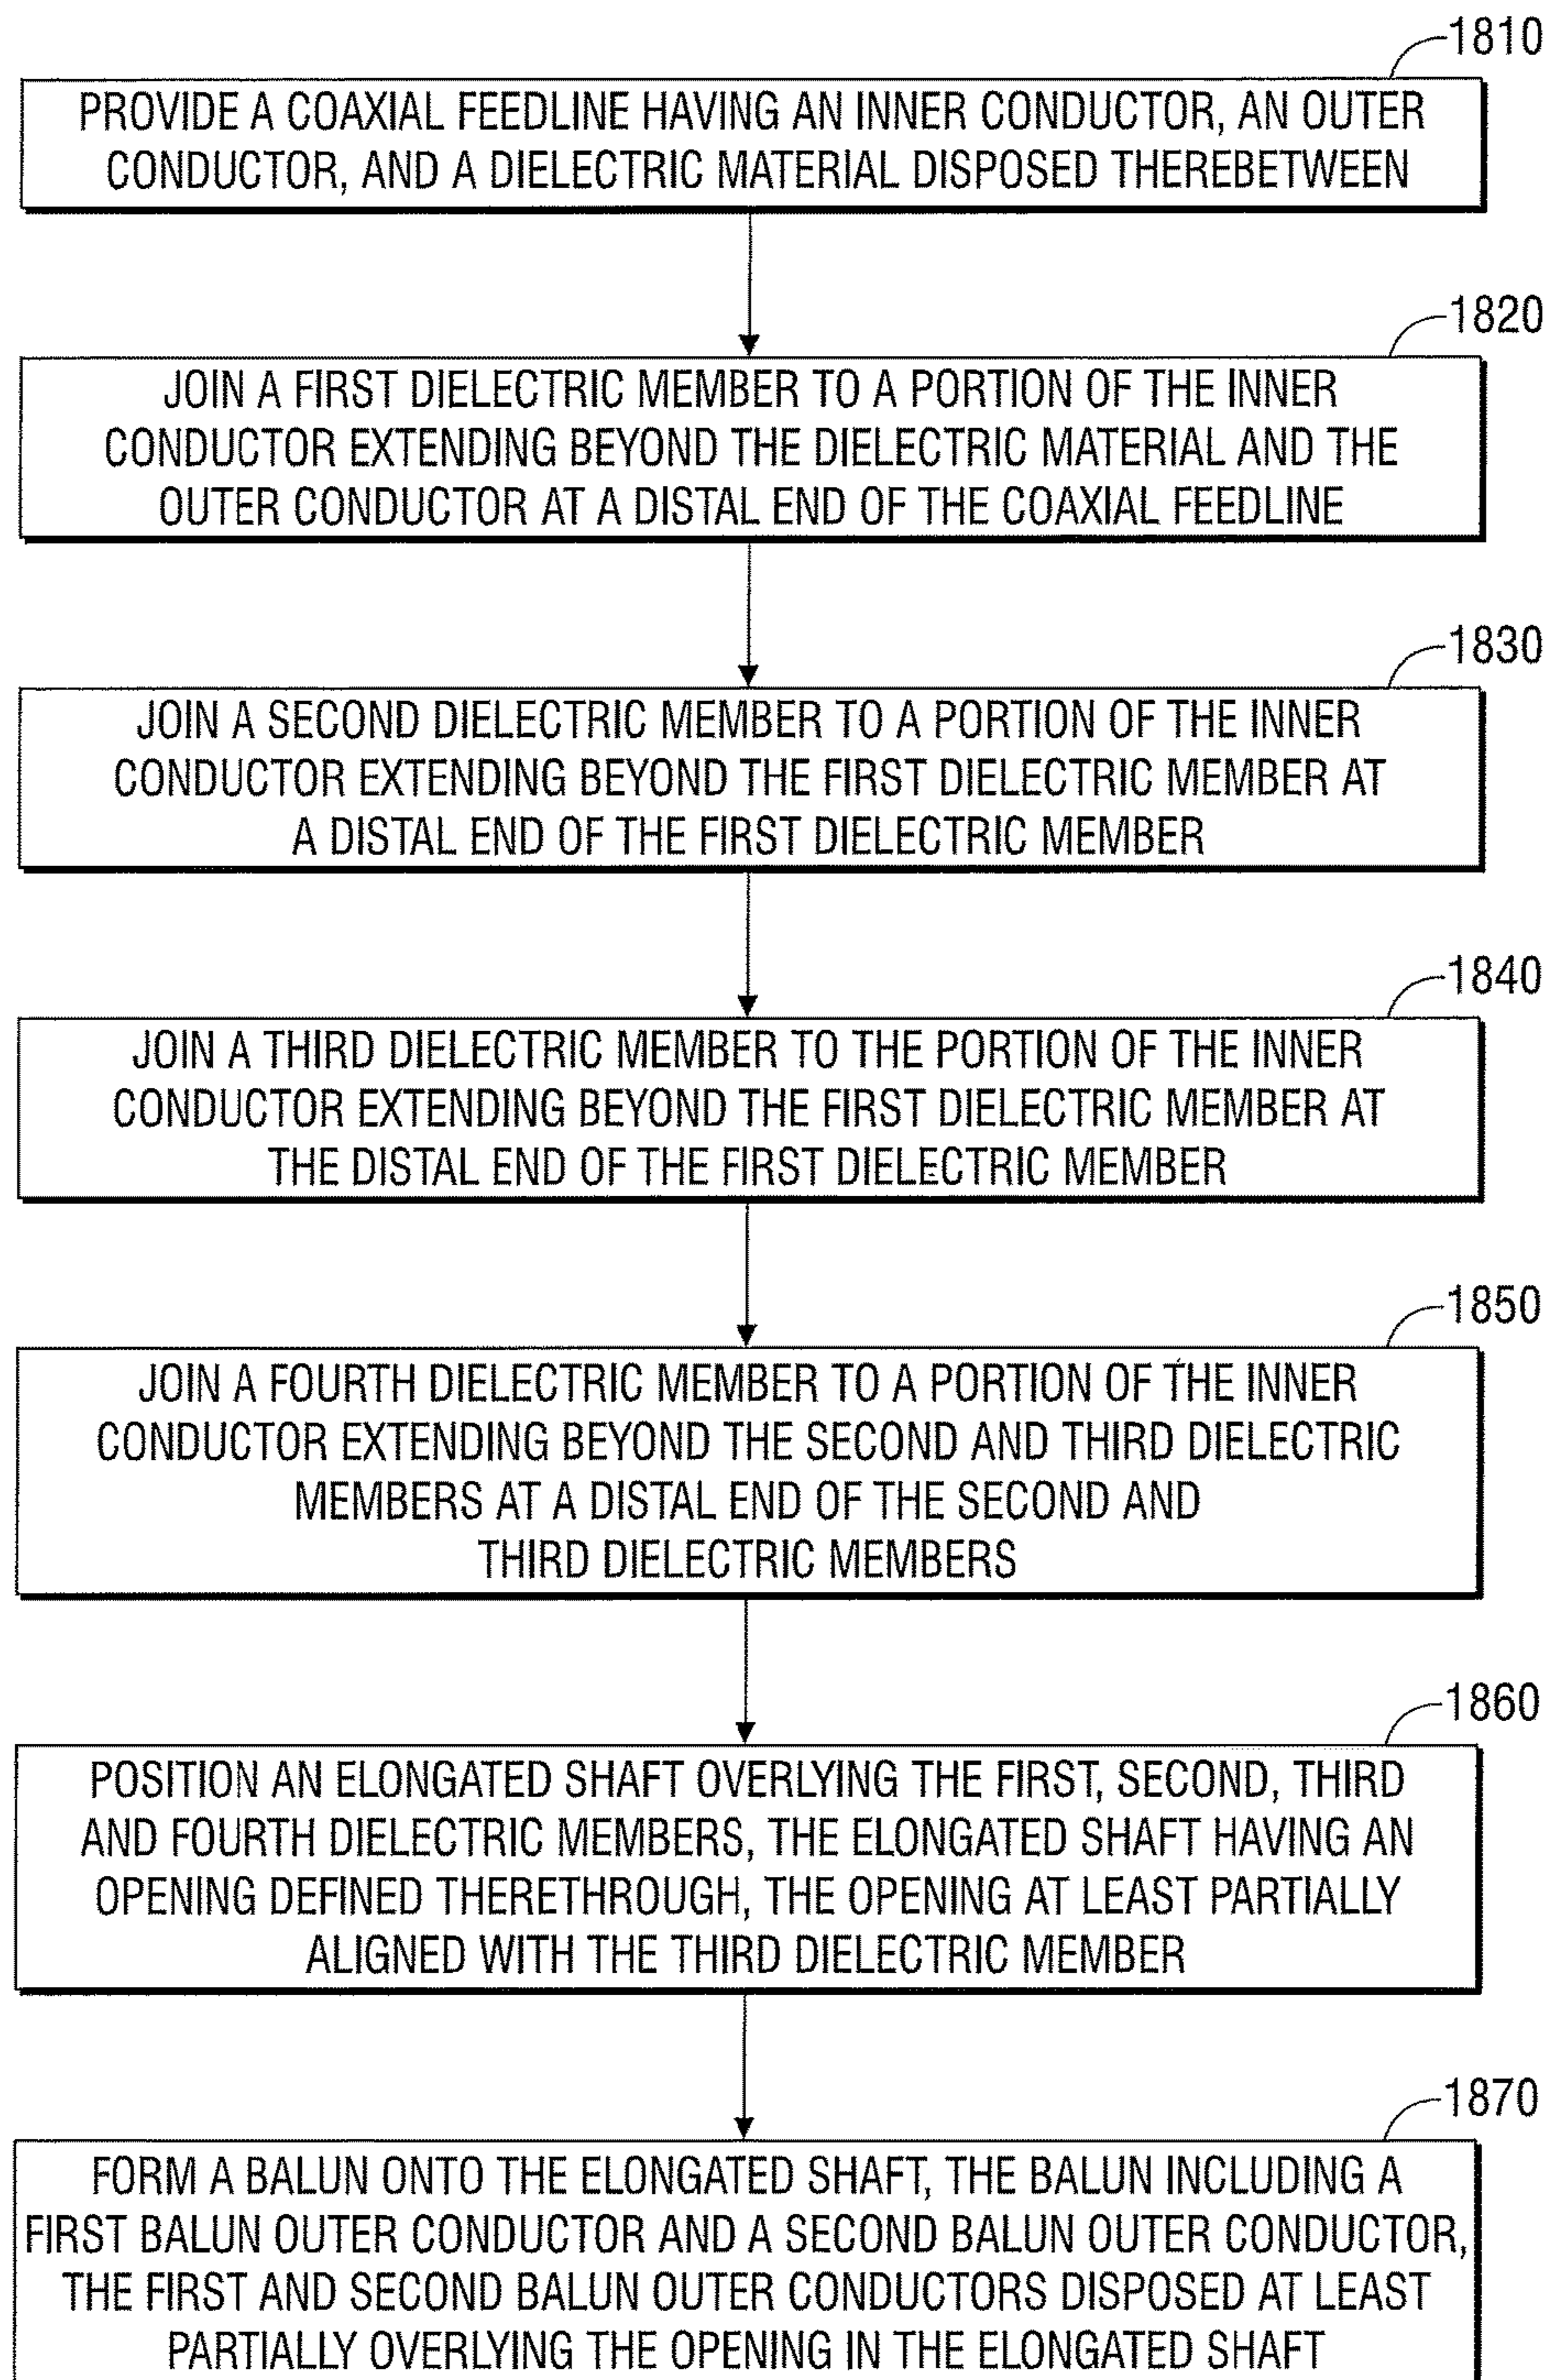 1810
PROVIDE A COAXIAL FEEDLINE HAVING AN INNER CONDUCTOR, AN OUTER
CONDUCTOR, AND A DIELECTRIC MATERIAL DISPOSED THEREBETWEEN
1820
JOIN A FIRST DIELECTRIC MEMBER TO A PORTION OF THE INNER
CONDUCTOR EXTENDING BEYOND THE DIELECTRIC MATERIAL AND THE
OUTER CONDUCTOR AT A DISTAL END OF THE COAXIAL FEEDLINE
1830
JOIN A SECOND DIELECTRIC MEMBER TO A PORTION OF THE INNER
CONDUCTOR EXTENDING BEYOND THE FIRST DIELECTRIC MEMBER AT
A DISTAL END OF THE FIRST DIELECTRIC MEMBER
1840
JOIN A THIRD DIELECTRIC MEMBER TO THE PORTION OF THE INNER
CONDUCTOR EXTENDING BEYOND THE FIRST DIELECTRIC MEMBER AT
THE DISTAL END OF THE FIRST DIELECTRIC MEMBER
1850
JOIN A FOURTH DIELECTRIC MEMBER TO A PORTION OF THE INNER
CONDUCTOR EXTENDING BEYOND THE SECOND AND THIRD DIELECTRIC
MEMBERS AT A DISTAL END OF THE SECOND AND
THIRD DIELECTRIC MEMBERS
1860
POSITION AN ELONGATED SHAFT OVERLYING THE FIRST, SECOND, THIRD
AND FOURTH DIELECTRIC MEMBERS, THE ELONGATED SHAFT HAVING AN
OPENING DEFINED THERETHROUGH, THE OPENING AT LEAST PARTIALLY
ALIGNED WITH THE THIRD DIELECTRIC MEMBER
1870
FORM A BALUN ONTO THE ELONGATED SHAFT, THE BALUN INCLUDING A
FIRST BALUN OUTER CONDUCTOR AND A SECOND BALUN OUTER CONDUCTOR,
THE FIRST AND SECOND BALUN OUTER CONDUCTORS DISPOSED AT LEAST
PARTIALLY OVERLYING THE OPENING IN THE ELONGATED SHAFT